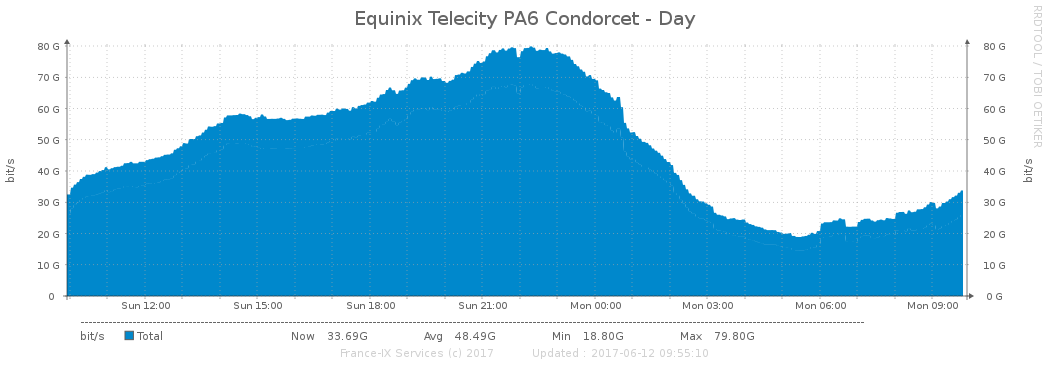 Equinix Telecity PA6 Condorcet - Day
RRDTOOL / TOBI OETIKER
bit/s
bit/s
80 G 80 G
70 G 70 G
60 G 60 G
50 G 50 G
40 G 40 G
30 G 30 G
20 G 20 G
10 G 10 G
0 0 G
Sun 12:00 Sun 15:00 Sun 18:00 Sun 21:00 Mon 00:00 Mon 03:00 Mon 06:00 Mon 09:00
bit/s Total Now 33.69G Avg 48.49G Min 18.80G Max 79.80G
France-IX Services (c) 2017 Updated : 2017-06-12 09:55:10